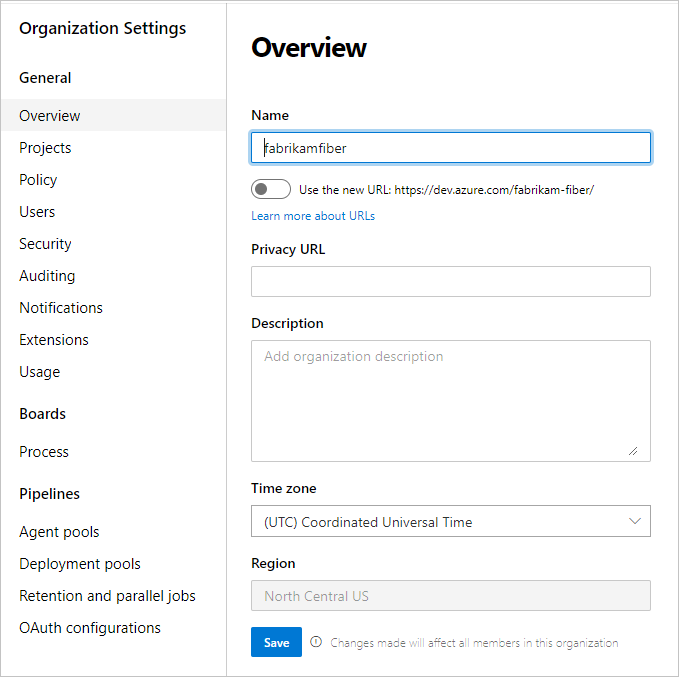 Organization Settings
General
Overview
Projects
Policy
Users
Security
Auditing
Notifications
Extensions
Usage
Boards
Process
Pipelines
Agent pools
Deployment pools
Retention and parallel jobs
OAuth configurations
Overview
Name
fabrikamfiber
Use the new URL: https://dev.azure.com/fabrikam-fiber/
Learn more about URLs
Privacy URL
Description
Add organization description
Time zone
(UTC) Coordinated Universal Time
Region
North Central US
Save
Changes made will affect all members in this organization